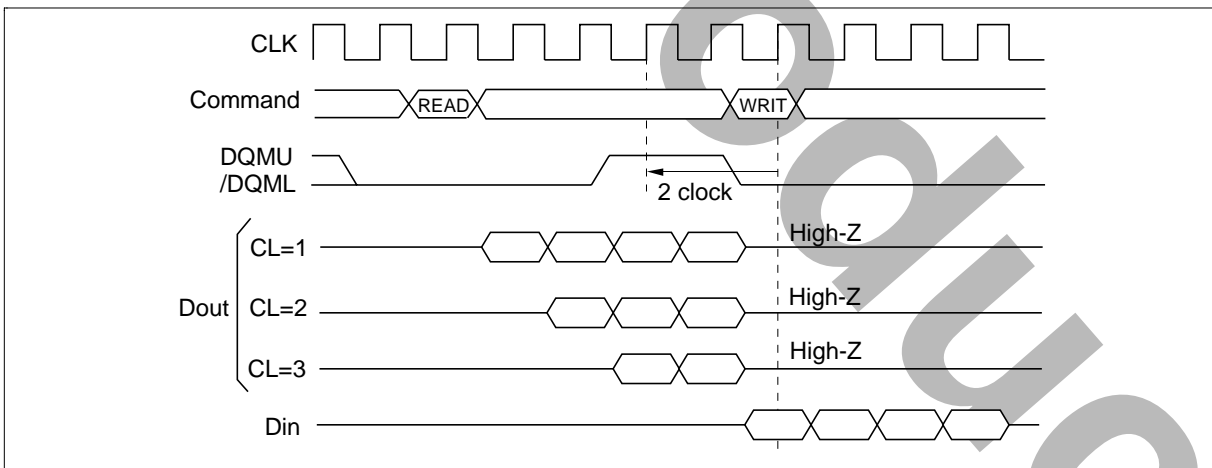 CLK
Command READ WRIT
DQMU
/DQML
2 clock
CL=1 High-Z
Dout CL=2 High-Z
CL=3 High-Z
Din